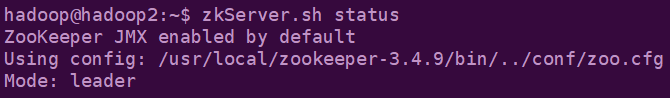 hadoop@hadoop2:~$ zkServer.sh status
ZooKeeper JMX enabled by default
Using config: /usr/local/zookeeper-3.4.9/bin/../conf/zoo.cfg
Mode: leader